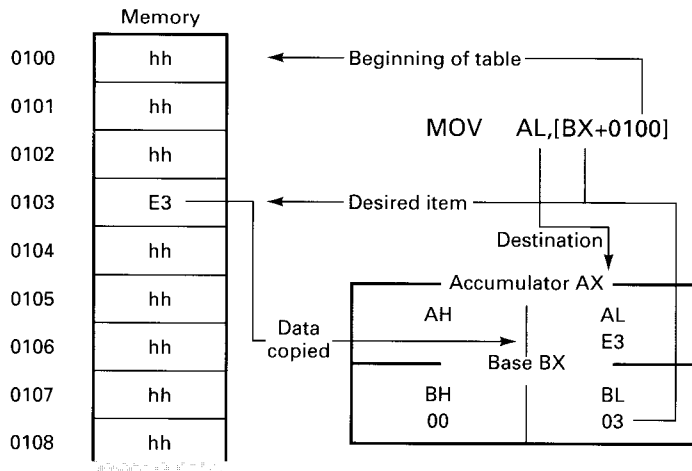 Memory
0100 hh Beginning of table
0101 hh
MOV AL,[BX+0100]
0102 hh
0103 E3 Desired item
0104 hh
Destination
0105 hh
Accumulator AX
AH AL
E3
0106 hh
Data
copied
Base BX
0107 hh
BH BL
00 03
0108 hh